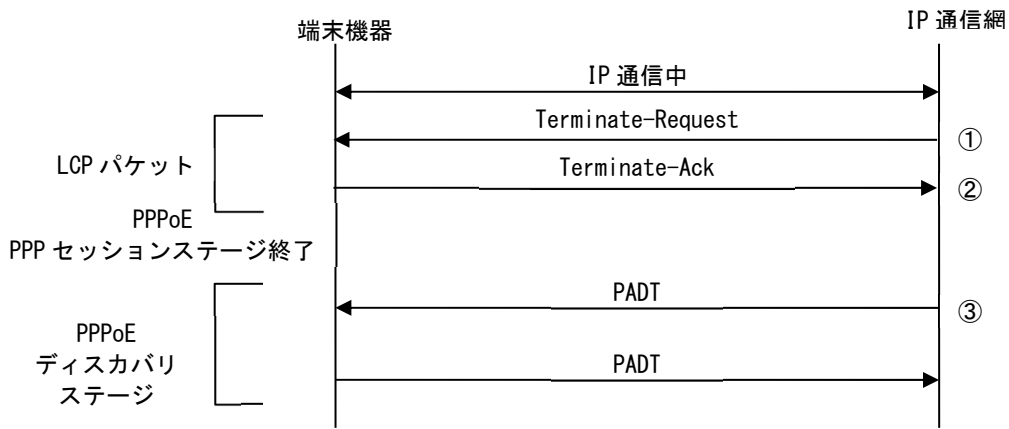 端末機器
IP 通信網
IP 通信中
Terminate-Request
①
LCP パケット
Terminate-Ack
②
PPPoE
PPP セッションステージ終了
PADT
③
PPPoE
ディスカバリ
ステージ
PADT